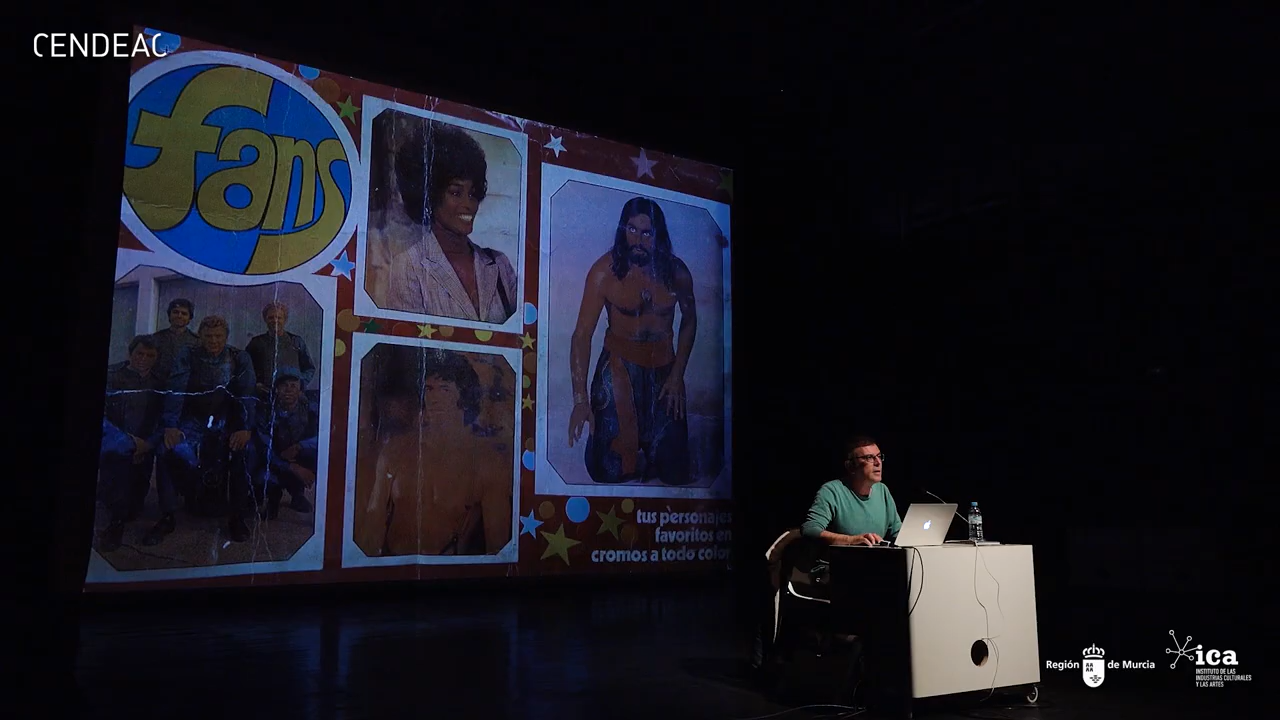 CENDEAC
fans
tus personajes
favoritos en
cromos a todo color
Región de Murcia
ica
INSTITUTO DE LAS
INDUSTRIAS CULTURALES
Y LAS ARTES